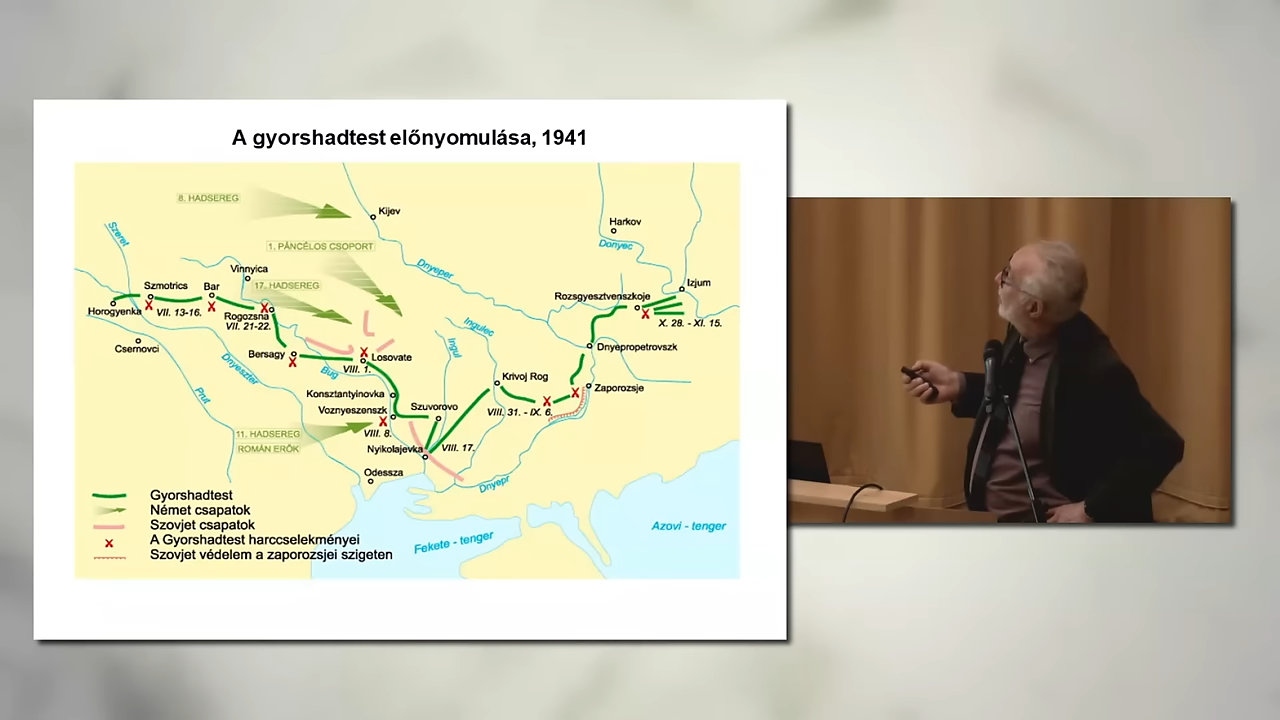 A gyorshadtest előnyomulása, 1941
8. HADSEREG
Kijev
Harkov
Szeret
Donyec
1. PÁNCÉLOS CSOPORT
Dnyeper
Vinnyica
Szmotrics
Bar
17. HADSEREG
Izjum
Rozsgyesztvenszkoje
Horogyenka
VII. 13-16.
Rogozsna
VII. 21-22.
X. 28. - XI. 15.
Ingulec
Csernovci
Ingul
Bersagy
Losovate
Dnyepropetrovszk
Dnyeszter
Bug
VIII. 1.
Krivoj Rog
Zaporozsje
Prut
Konsztantyinovka
Voznyeszenszk
Szuvorovo
VIII. 31. - IX. 6.
11. HADSEREG
VIII. 8.
ROMÁN ERŐK
Nyikolajevka
VIII. 17.
Odessza
Dnyepr
Gyorshadtest
Német csapatok
Szovjet csapatok
A Gyorshadtest harccselekményei
Szovjet védelem a zaporozsjei szigeten
Fekete - tenger
Azovi - tenger